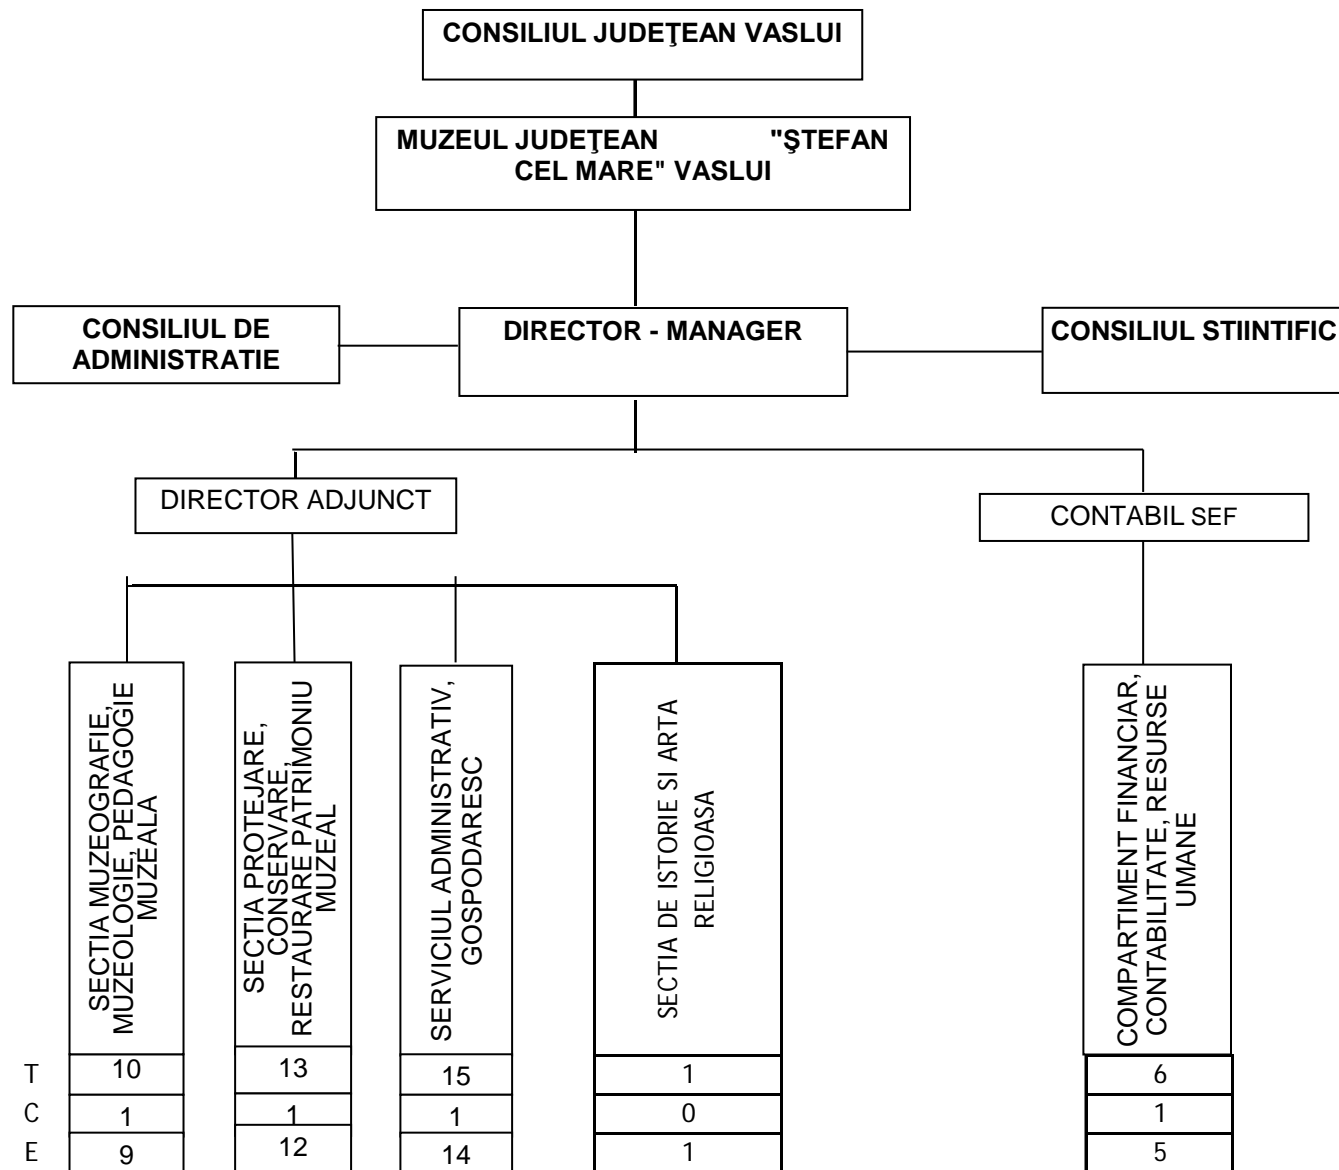 CONSILIUL JUDEŢEAN VASLUI
MUZEUL JUDEŢEAN "ŞTEFAN
CEL MARE" VASLUI
CONSILIUL DE
ADMINISTRATIE
DIRECTOR - MANAGER
CONSILIUL STIINTIFIC
DIRECTOR ADJUNCT
CONTABIL SEF
SECTIA MUZEOGRAFIE,
MUZEOLOGIE, PEDAGOGIE
MUZEALA
SECTIA PROTEJARE,
CONSERVARE,
RESTAURARE PATRIMONIU
MUZEAL
SERVICIUL ADMINISTRATIV,
GOSPODARESC
SECTIA DE ISTORIE SI ARTA
RELIGIOASA
COMPARTIMENT FINANCIAR,
CONTABILITATE, RESURSE
UMANE
T 10 13 15 1 6
C 1 1 1 0 1
E 9 12 14 1 5